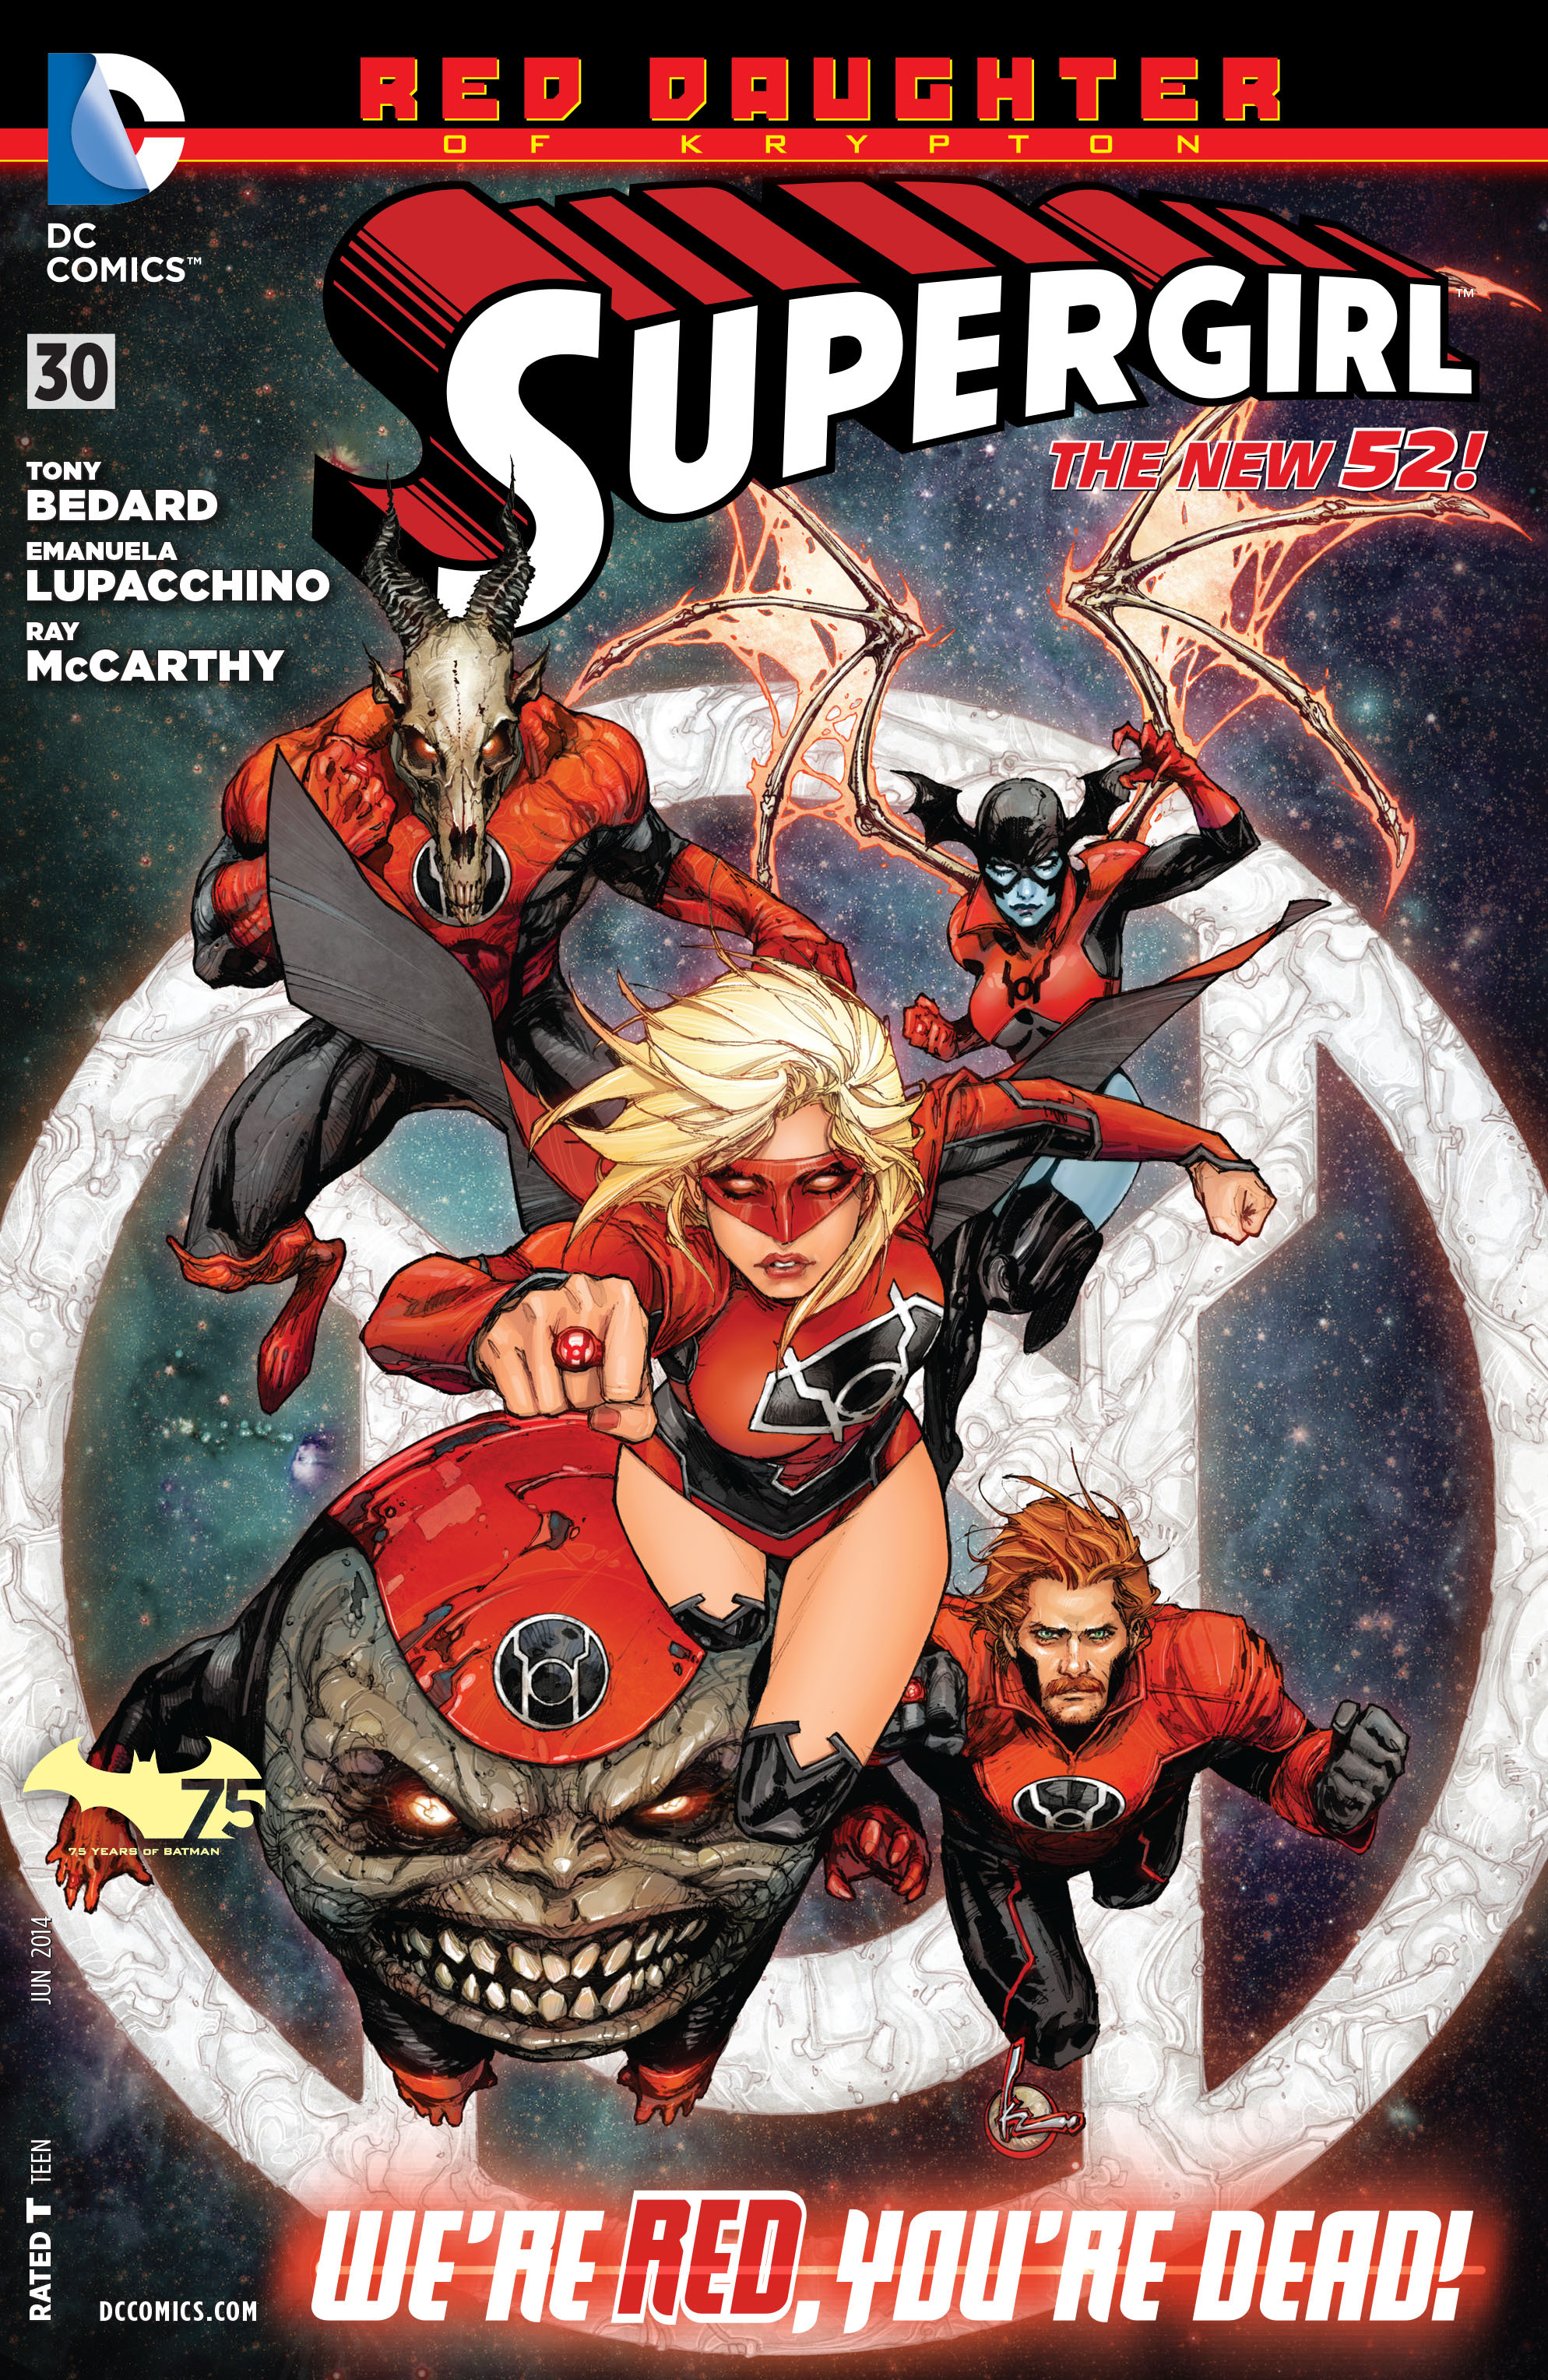 RED DAUGHTER
OF KRYPTON
DC
COMICS™
SUPERGIRL™
THE NEW 52!
30
TONY
BEDARD
EMANUELA
LUPACCHINO
RAY
McCARTHY
75
75 YEARS OF BATMAN
JUN 2014
RATED T TEEN
DCCOMICS.COM
WE'RE RED, YOU'RE DEAD!